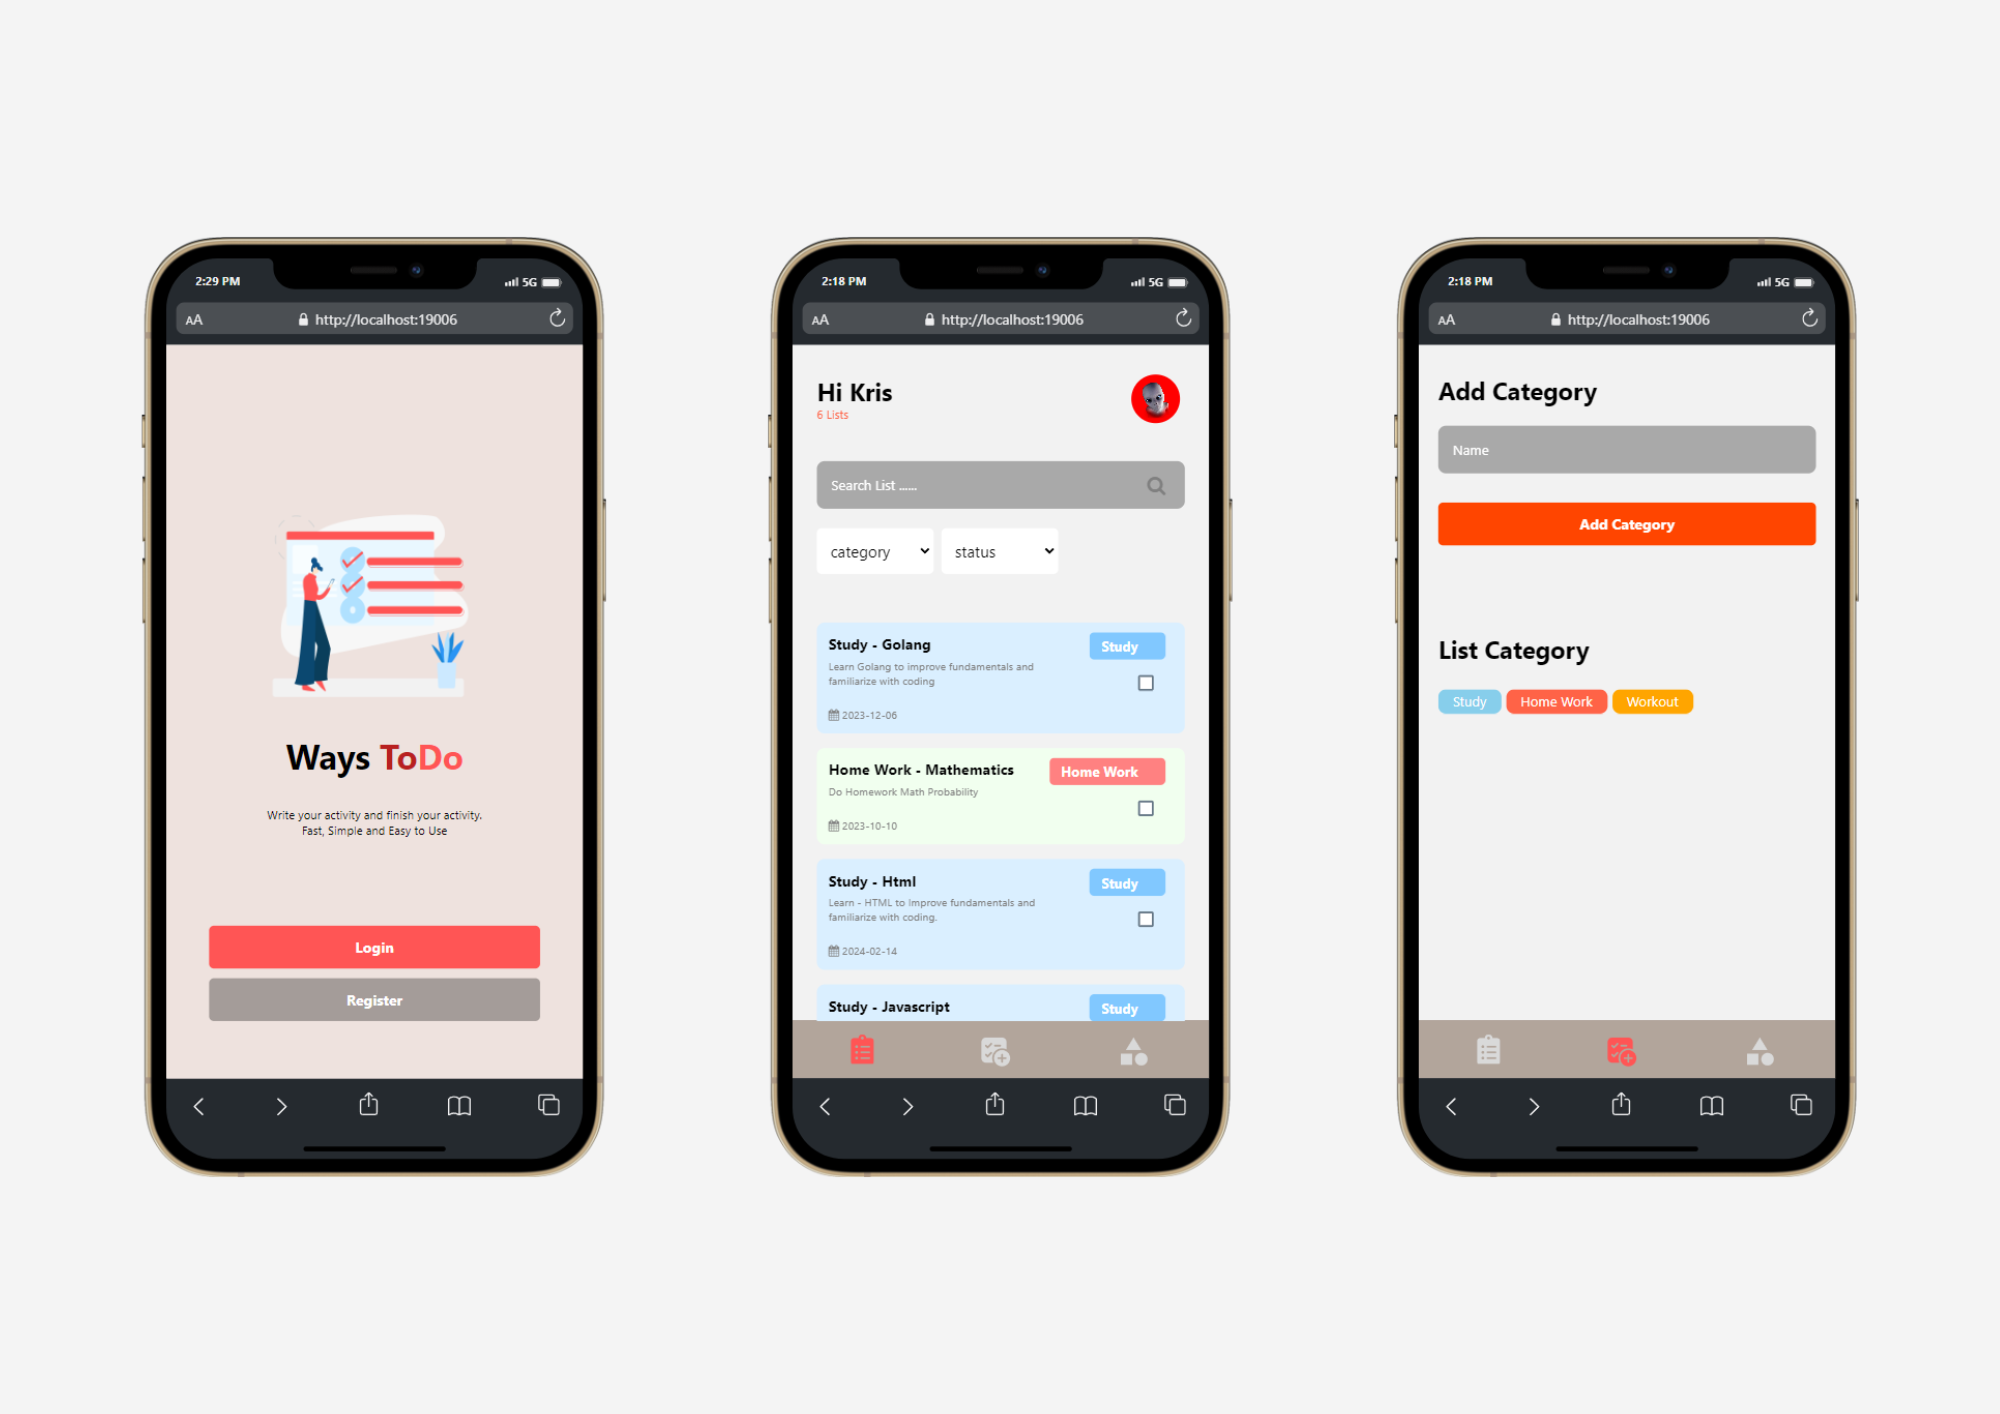 2:29 PM
5G
AA
http://localhost:19006
Ways ToDo
Write your activity and finish your activity.
Fast, Simple and Easy to Use
Login
Register
2:18 PM
5G
AA
http://localhost:19006
Hi Kris
6 Lists
Search List ......
category
status
Study - Golang
Study
Learn Golang to improve fundamentals and
familiarize with coding
2023-12-06
Home Work - Mathematics
Home Work
Do Homework Math Probability
2023-10-10
Study - Html
Study
Learn - HTML to Improve fundamentals and
familiarize with coding.
2024-02-14
Study - Javascript
Study
2:18 PM
5G
AA
http://localhost:19006
Add Category
Name
Add Category
List Category
Study
Home Work
Workout